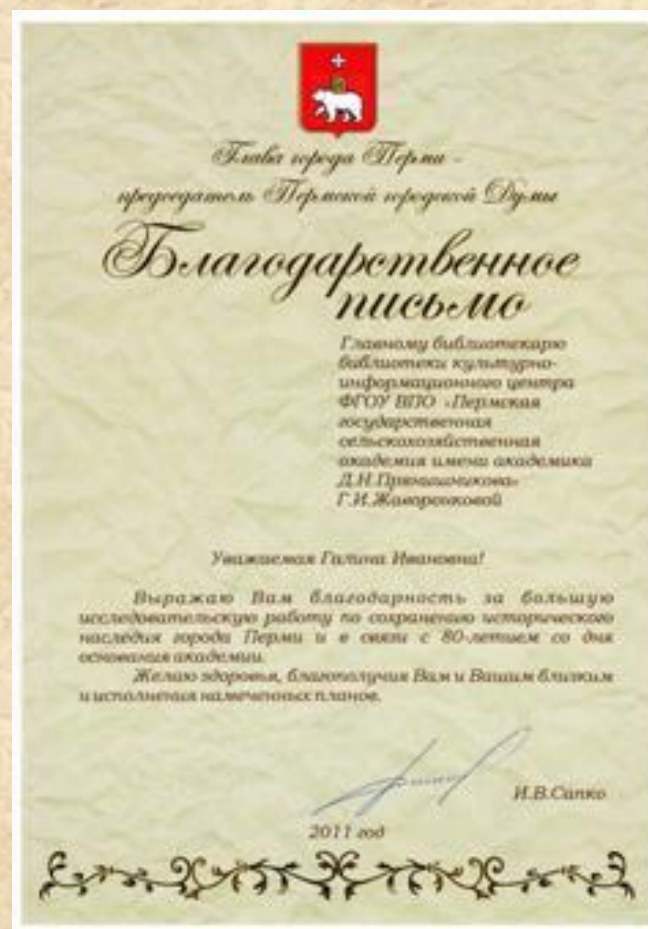 Глава города Перми -
председатель Пермской городской Думы
Благодарственное
письмо
Главному библиотекарю
библиотеки культурно-
информационного центра
ФГОУ ВПО «Пермская
государственная
сельскохозяйственная
академия имени академика
Д.Н.Прянишникова»
Г.И.Жаворонковой
Уважаемая Галина Ивановна!
Выражаю Вам благодарность за большую
исследовательскую работу по сохранению исторического
наследия города Перми и в связи с 80-летием со дня
основания академии.
Желаю здоровья, благополучия Вам и Вашим близким
и исполнения намеченных планов.
И.В.Сапко
2011 год